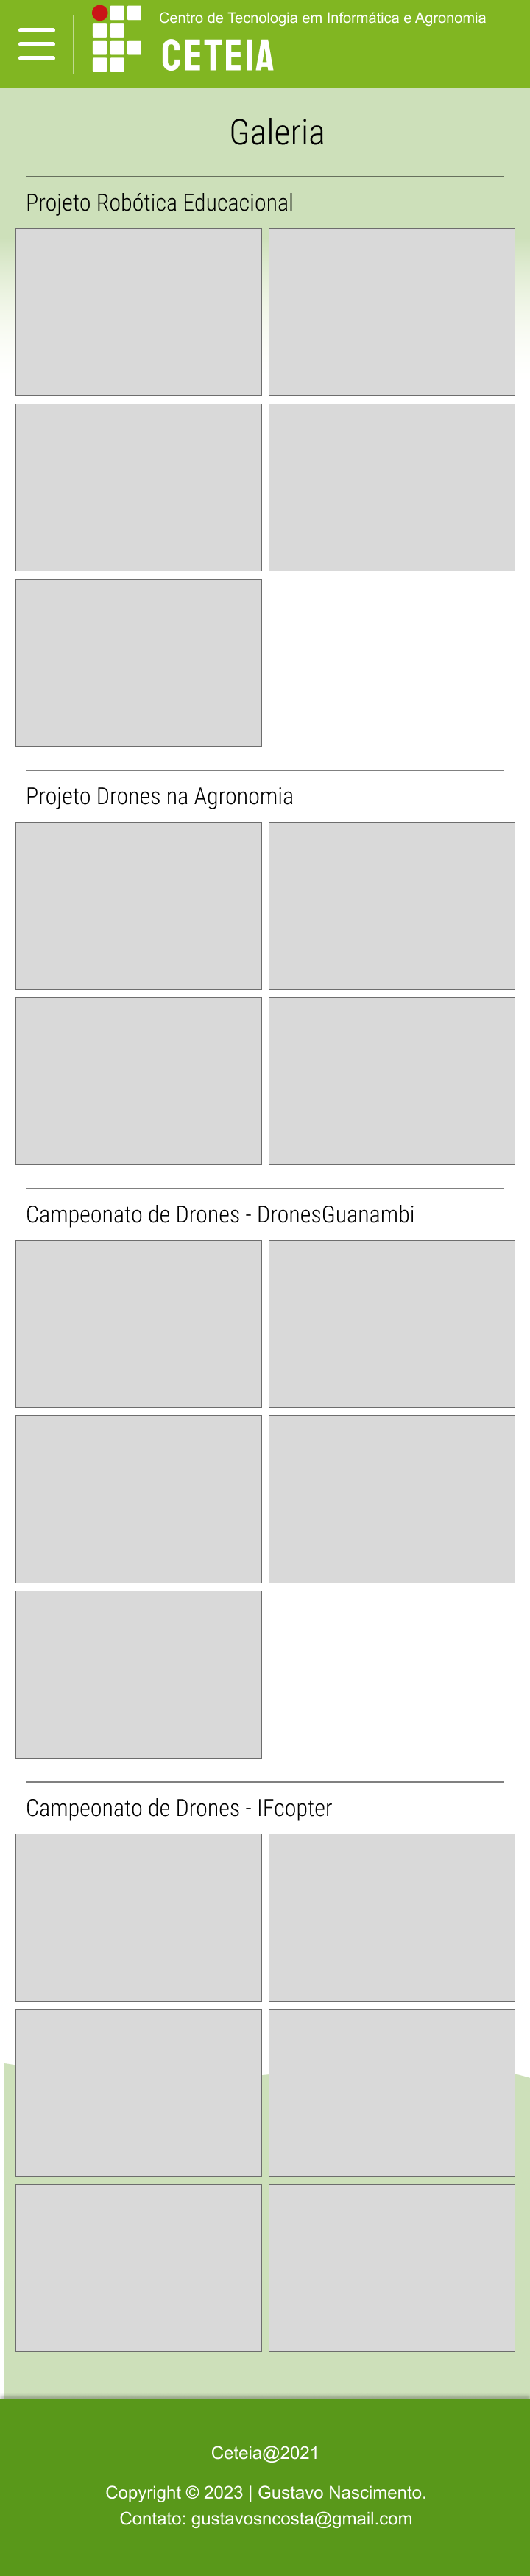 Centro de Tecnologia em Informática e Agronomia
CETEIA
Galeria
Projeto Robótica Educacional
Projeto Drones na Agronomia
Campeonato de Drones - DronesGuanambi
Campeonato de Drones - IFcopter
Ceteia@2021
Copyright © 2023 | Gustavo Nascimento.
Contato: gustavosncosta@gmail.com